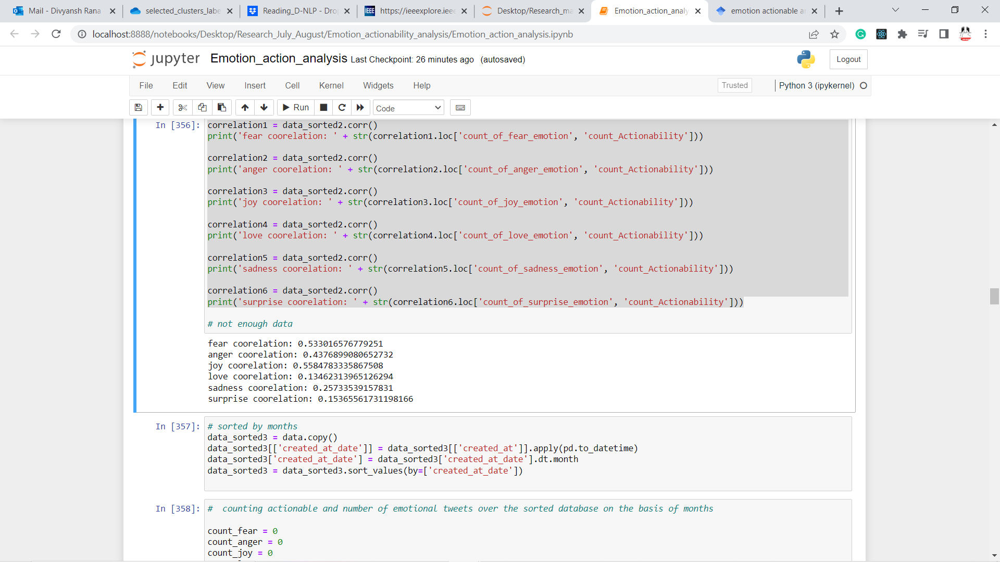 Mail - Divyansh Rana
selected_clusters_labe
Reading_D-NLP - Dro
IEEE
https://ieeexplore.ieee
Desktop/Research_ma
Emotion_action_analy
emotion actionable a
localhost:8888/notebooks/Desktop/Research_July_August/Emotion_actionability_analysis/Emotion_action_analysis.ipynb
jupyter Emotion_action_analysis Last Checkpoint: 26 minutes ago (autosaved)
Logout
File Edit View Insert Cell Kernel Widgets Help
Trusted
Python 3 (ipykernel)
Run
Code
In [356]: correlation1 = data_sorted2.corr()
print('fear coorelation: ' + str(correlation1.loc['count_of_fear_emotion', 'count_Actionability']))
correlation2 = data_sorted2.corr()
print('anger coorelation: ' + str(correlation2.loc['count_of_anger_emotion', 'count_Actionability']))
correlation3 = data_sorted2.corr()
print('joy coorelation: ' + str(correlation3.loc['count_of_joy_emotion', 'count_Actionability']))
correlation4 = data_sorted2.corr()
print('love coorelation: ' + str(correlation4.loc['count_of_love_emotion', 'count_Actionability']))
correlation5 = data_sorted2.corr()
print('sadness coorelation: ' + str(correlation5.loc['count_of_sadness_emotion', 'count_Actionability']))
correlation6 = data_sorted2.corr()
print('surprise coorelation: ' + str(correlation6.loc['count_of_surprise_emotion', 'count_Actionability']))
# not enough data
fear coorelation: 0.533016576779251
anger coorelation: 0.4376899080652732
joy coorelation: 0.5584783335867508
love coorelation: 0.13462313965126294
sadness coorelation: 0.25733539157831
surprise coorelation: 0.15365561731198166
In [357]: # sorted by months
data_sorted3 = data.copy()
data_sorted3[['created_at_date']] = data_sorted3[['created_at']].apply(pd.to_datetime)
data_sorted3['created_at_date'] = data_sorted3['created_at_date'].dt.month
data_sorted3 = data_sorted3.sort_values(by=['created_at_date'])
In [358]: #  counting actionable and number of emotional tweets over the sorted database on the basis of months
count_fear = 0
count_anger = 0
count_joy = 0